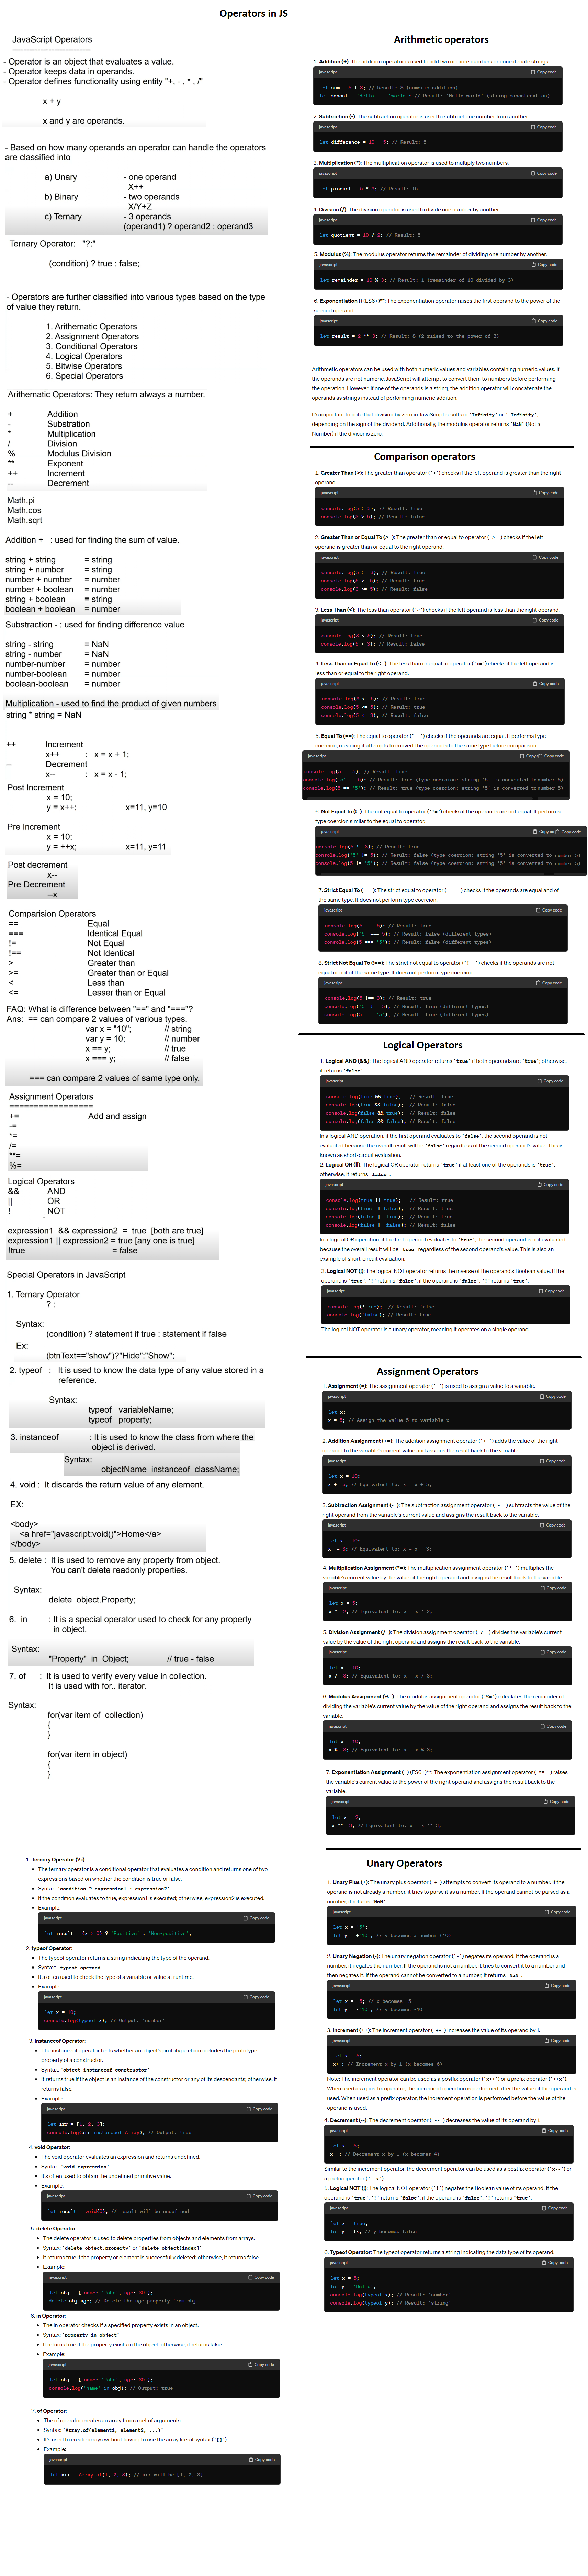 Operators in JS
JavaScript Operators
----------------------------
- Operator is an object that evaluates a value.
- Operator keeps data in operands.
- Operator defines functionality using entity "+, - , * , /"
x + y
x and y are operands.
- Based on how many operands an operator can handle the operators
are classified into
a) Unary - one operand
X++
b) Binary - two operands
X/Y+Z
c) Ternary - 3 operands
(operand1) ? operand2 : operand3
Ternary Operator: "?:"
(condition) ? true : false;
- Operators are further classified into various types based on the type
of value they return.
1. Arithematic Operators
2. Assignment Operators
3. Conditional Operators
4. Logical Operators
5. Bitwise Operators
6. Special Operators
Arithematic Operators: They return always a number.
+ Addition
- Substration
* Multiplication
/ Division
% Modulus Division
** Exponent
++ Increment
-- Decrement
Math.pi
Math.cos
Math.sqrt
Addition + : used for finding the sum of value.
string + string = string
string + number = string
number + number = number
number + boolean = number
string + boolean = string
boolean + boolean = number
Substraction - : used for finding difference value
string - string = NaN
string - number = NaN
number-number = number
number-boolean = number
boolean-boolean = number
Multiplication - used to find the product of given numbers
string * string = NaN
++ Increment
x++ : x = x + 1;
-- Decrement
x-- : x = x - 1;
Post Increment
x = 10;
y = x++; x=11, y=10
Pre Increment
x = 10;
y = ++x; x=11, y=11
Post decrement
x--
Pre Decrement
--x
Comparision Operators
== Equal
=== Identical Equal
!= Not Equal
!== Not Identical
> Greater than
>= Greater than or Equal
< Less than
<= Lesser than or Equal
FAQ: What is difference between "==" and "==="?
Ans: == can compare 2 values of various types.
var x = "10"; // string
var y = 10; // number
x == y; // true
x === y; // false
=== can compare 2 values of same type only.
Assignment Operators
=================
+= Add and assign
-=
*=
/=
**=
%=
Logical Operators
&& AND
|| OR
! NOT
expression1 && expression2 = true [both are true]
expression1 || expression2 = true [any one is true]
!true = false
Special Operators in JavaScript
1. Ternary Operator
? :
Syntax:
(condition) ? statement if true : statement if false
Ex:
(btnText=="show")?"Hide":"Show";
2. typeof : It is used to know the data type of any value stored in a
reference.
Syntax:
typeof variableName;
typeof property;
3. instanceof : It is used to know the class from where the
object is derived.
Syntax:
objectName instanceof className;
4. void : It discards the return value of any element.
EX:
<body>
<a href="javascript:void()">Home</a>
</body>
5. delete : It is used to remove any property from object.
You can't delete readonly properties.
Syntax:
delete object.Property;
6. in : It is a special operator used to check for any property
in object.
Syntax:
"Property" in Object; // true - false
7. of : It is used to verify every value in collection.
It is used with for.. iterator.
Syntax:
for(var item of collection)
{
}
for(var item in object)
{
}
1. Ternary Operator (? :):
• The ternary operator is a conditional operator that evaluates a condition and returns one of two
expressions based on whether the condition is true or false.
• Syntax: `condition ? expression1 : expression2`
• If the condition evaluates to true, expression1 is executed; otherwise, expression2 is executed.
• Example:
javascript Copy code
let result = (x > 0) ? 'Positive' : 'Non-positive';
2. typeof Operator:
• The typeof operator returns a string indicating the type of the operand.
• Syntax: `typeof operand`
• It's often used to check the type of a variable or value at runtime.
• Example:
javascript Copy code
let x = 10;
console.log(typeof x); // Output: 'number'
3. instanceof Operator:
• The instanceof operator tests whether an object's prototype chain includes the prototype
property of a constructor.
• Syntax: `object instanceof constructor`
• It returns true if the object is an instance of the constructor or any of its descendants; otherwise, it
returns false.
• Example:
javascript Copy code
let arr = [1, 2, 3];
console.log(arr instanceof Array); // Output: true
4. void Operator:
• The void operator evaluates an expression and returns undefined.
• Syntax: `void expression`
• It's often used to obtain the undefined primitive value.
• Example:
javascript Copy code
let result = void(0); // result will be undefined
5. delete Operator:
• The delete operator is used to delete properties from objects and elements from arrays.
• Syntax: `delete object.property` or `delete object[index]`
• It returns true if the property or element is successfully deleted; otherwise, it returns false.
• Example:
javascript Copy code
let obj = { name: 'John', age: 30 };
delete obj.age; // Delete the age property from obj
6. in Operator:
• The in operator checks if a specified property exists in an object.
• Syntax: `property in object`
• It returns true if the property exists in the object; otherwise, it returns false.
• Example:
javascript Copy code
let obj = { name: 'John', age: 30 };
console.log('name' in obj); // Output: true
7. of Operator:
• The of operator creates an array from a set of arguments.
• Syntax: `Array.of(element1, element2, ...)`
• It's used to create arrays without having to use the array literal syntax (`[]`).
• Example:
javascript Copy code
let arr = Array.of(1, 2, 3); // arr will be [1, 2, 3]
Arithmetic operators
1. Addition (+): The addition operator is used to add two or more numbers or concatenate strings.
javascript Copy code
let sum = 5 + 3; // Result: 8 (numeric addition)
let concat = 'Hello ' + 'world'; // Result: 'Hello world' (string concatenation)
2. Subtraction (-): The subtraction operator is used to subtract one number from another.
javascript Copy code
let difference = 10 - 5; // Result: 5
3. Multiplication (*): The multiplication operator is used to multiply two numbers.
javascript Copy code
let product = 5 * 3; // Result: 15
4. Division (/): The division operator is used to divide one number by another.
javascript Copy code
let quotient = 10 / 2; // Result: 5
5. Modulus (%): The modulus operator returns the remainder of dividing one number by another.
javascript Copy code
let remainder = 10 % 3; // Result: 1 (remainder of 10 divided by 3)
6. Exponentiation () (ES6+)**: The exponentiation operator raises the first operand to the power of the
second operand.
javascript Copy code
let result = 2 ** 3; // Result: 8 (2 raised to the power of 3)
Arithmetic operators can be used with both numeric values and variables containing numeric values. If
the operands are not numeric, JavaScript will attempt to convert them to numbers before performing
the operation. However, if one of the operands is a string, the addition operator will concatenate the
operands as strings instead of performing numeric addition.
It's important to note that division by zero in JavaScript results in `Infinity` or `-Infinity`,
depending on the sign of the dividend. Additionally, the modulus operator returns `NaN` (Not a
Number) if the divisor is zero.
Comparison operators
1. Greater Than (>): The greater than operator (`>`) checks if the left operand is greater than the right
operand.
javascript Copy code
console.log(5 > 3); // Result: true
console.log(3 > 5); // Result: false
2. Greater Than or Equal To (>=): The greater than or equal to operator (`>=`) checks if the left
operand is greater than or equal to the right operand.
javascript Copy code
console.log(5 >= 3); // Result: true
console.log(5 >= 5); // Result: true
console.log(3 >= 5); // Result: false
3. Less Than (<): The less than operator (`<`) checks if the left operand is less than the right operand.
javascript Copy code
console.log(3 < 5); // Result: true
console.log(5 < 3); // Result: false
4. Less Than or Equal To (<=): The less than or equal to operator (`<=`) checks if the left operand is
less than or equal to the right operand.
javascript Copy code
console.log(3 <= 5); // Result: true
console.log(5 <= 5); // Result: true
console.log(5 <= 3); // Result: false
5. Equal To (==): The equal to operator (`==`) checks if the operands are equal. It performs type
coercion, meaning it attempts to convert the operands to the same type before comparison.
javascript Copy Copy code
console.log(5 == 5); // Result: true
console.log('5' == 5); // Result: true (type coercion: string '5' is converted to number 5)
console.log(5 == '5'); // Result: true (type coercion: string '5' is converted to number 5)
6. Not Equal To (!=): The not equal to operator (`!=`) checks if the operands are not equal. It performs
type coercion similar to the equal to operator.
javascript Copy co Copy code
console.log(5 != 3); // Result: true
console.log('5' != 5); // Result: false (type coercion: string '5' is converted to number 5)
console.log(5 != '5'); // Result: false (type coercion: string '5' is converted to number 5)
7. Strict Equal To (===): The strict equal to operator (`===`) checks if the operands are equal and of
the same type. It does not perform type coercion.
javascript Copy code
console.log(5 === 5); // Result: true
console.log('5' === 5); // Result: false (different types)
console.log(5 === '5'); // Result: false (different types)
8. Strict Not Equal To (!==): The strict not equal to operator (`!==`) checks if the operands are not
equal or not of the same type. It does not perform type coercion.
javascript Copy code
console.log(5 !== 3); // Result: true
console.log('5' !== 5); // Result: true (different types)
console.log(5 !== '5'); // Result: true (different types)
Logical Operators
1. Logical AND (&&): The logical AND operator returns `true` if both operands are `true`; otherwise,
it returns `false`.
javascript Copy code
console.log(true && true); // Result: true
console.log(true && false); // Result: false
console.log(false && true); // Result: false
console.log(false && false); // Result: false
In a logical AND operation, if the first operand evaluates to `false`, the second operand is not
evaluated because the overall result will be `false` regardless of the second operand's value. This is
known as short-circuit evaluation.
2. Logical OR (||): The logical OR operator returns `true` if at least one of the operands is `true`;
otherwise, it returns `false`.
javascript Copy code
console.log(true || true); // Result: true
console.log(true || false); // Result: true
console.log(false || true); // Result: true
console.log(false || false); // Result: false
In a logical OR operation, if the first operand evaluates to `true`, the second operand is not evaluated
because the overall result will be `true` regardless of the second operand's value. This is also an
example of short-circuit evaluation.
3. Logical NOT (!): The logical NOT operator returns the inverse of the operand's Boolean value. If the
operand is `true`, `!` returns `false`; if the operand is `false`, `!` returns `true`.
javascript Copy code
console.log(!true); // Result: false
console.log(!false); // Result: true
The logical NOT operator is a unary operator, meaning it operates on a single operand.
Assignment Operators
1. Assignment (=): The assignment operator (`=`) is used to assign a value to a variable.
javascript Copy code
let x;
x = 5; // Assign the value 5 to variable x
2. Addition Assignment (+=): The addition assignment operator (`+=`) adds the value of the right
operand to the variable's current value and assigns the result back to the variable.
javascript Copy code
let x = 10;
x += 5; // Equivalent to: x = x + 5;
3. Subtraction Assignment (-=): The subtraction assignment operator (`-=`) subtracts the value of the
right operand from the variable's current value and assigns the result back to the variable.
javascript Copy code
let x = 10;
x -= 3; // Equivalent to: x = x - 3;
4. Multiplication Assignment (*=): The multiplication assignment operator (`*=`) multiplies the
variable's current value by the value of the right operand and assigns the result back to the variable.
javascript Copy code
let x = 5;
x *= 2; // Equivalent to: x = x * 2;
5. Division Assignment (/=): The division assignment operator (`/=`) divides the variable's current
value by the value of the right operand and assigns the result back to the variable.
javascript Copy code
let x = 10;
x /= 2; // Equivalent to: x = x / 2;
6. Modulus Assignment (%=): The modulus assignment operator (`%=`) calculates the remainder of
dividing the variable's current value by the value of the right operand and assigns the result back to the
variable.
javascript Copy code
let x = 10;
x %= 3; // Equivalent to: x = x % 3;
7. Exponentiation Assignment (=) (ES6+)**: The exponentiation assignment operator (`**=`) raises
the variable's current value to the power of the right operand and assigns the result back to the
variable.
javascript Copy code
let x = 2;
x **= 3; // Equivalent to: x = x ** 3;
Unary Operators
1. Unary Plus (+): The unary plus operator (`+`) attempts to convert its operand to a number. If the
operand is not already a number, it tries to parse it as a number. If the operand cannot be parsed as a
number, it returns `NaN`.
javascript Copy code
let x = '5';
let y = +'10'; // y becomes a number (10)
2. Unary Negation (-): The unary negation operator (`-`) negates its operand. If the operand is a
number, it negates the number. If the operand is not a number, it tries to convert it to a number and
then negates it. If the operand cannot be converted to a number, it returns `NaN`.
javascript Copy code
let x = -5; // x becomes -5
let y = -'10'; // y becomes -10
3. Increment (++): The increment operator (`++`) increases the value of its operand by 1.
javascript Copy code
let x = 5;
x++; // Increment x by 1 (x becomes 6)
Note: The increment operator can be used as a postfix operator (`x++`) or a prefix operator (`++x`).
When used as a postfix operator, the increment operation is performed after the value of the operand is
used. When used as a prefix operator, the increment operation is performed before the value of the
operand is used.
4. Decrement (--): The decrement operator (`--`) decreases the value of its operand by 1.
javascript Copy code
let x = 5;
x--; // Decrement x by 1 (x becomes 4)
Similar to the increment operator, the decrement operator can be used as a postfix operator (`x--`) or
a prefix operator (`--x`).
5. Logical NOT (!): The logical NOT operator (`!`) negates the Boolean value of its operand. If the
operand is `true`, `!` returns `false`; if the operand is `false`, `!` returns `true`.
javascript Copy code
let x = true;
let y = !x; // y becomes false
6. Typeof Operator: The typeof operator returns a string indicating the data type of its operand.
javascript Copy code
let x = 5;
let y = 'Hello';
console.log(typeof x); // Result: 'number'
console.log(typeof y); // Result: 'string'